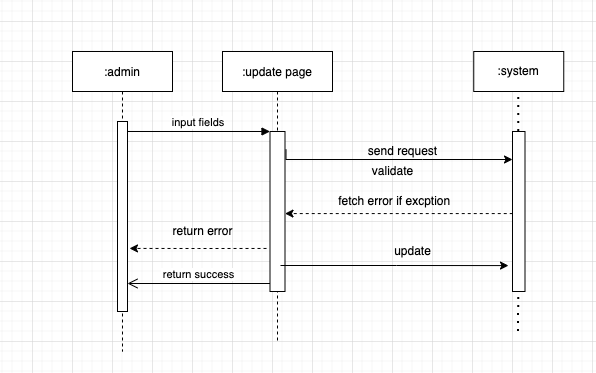 :admin
:update page
:system
input fields
send request
validate
fetch error if excption
return error
update
return success